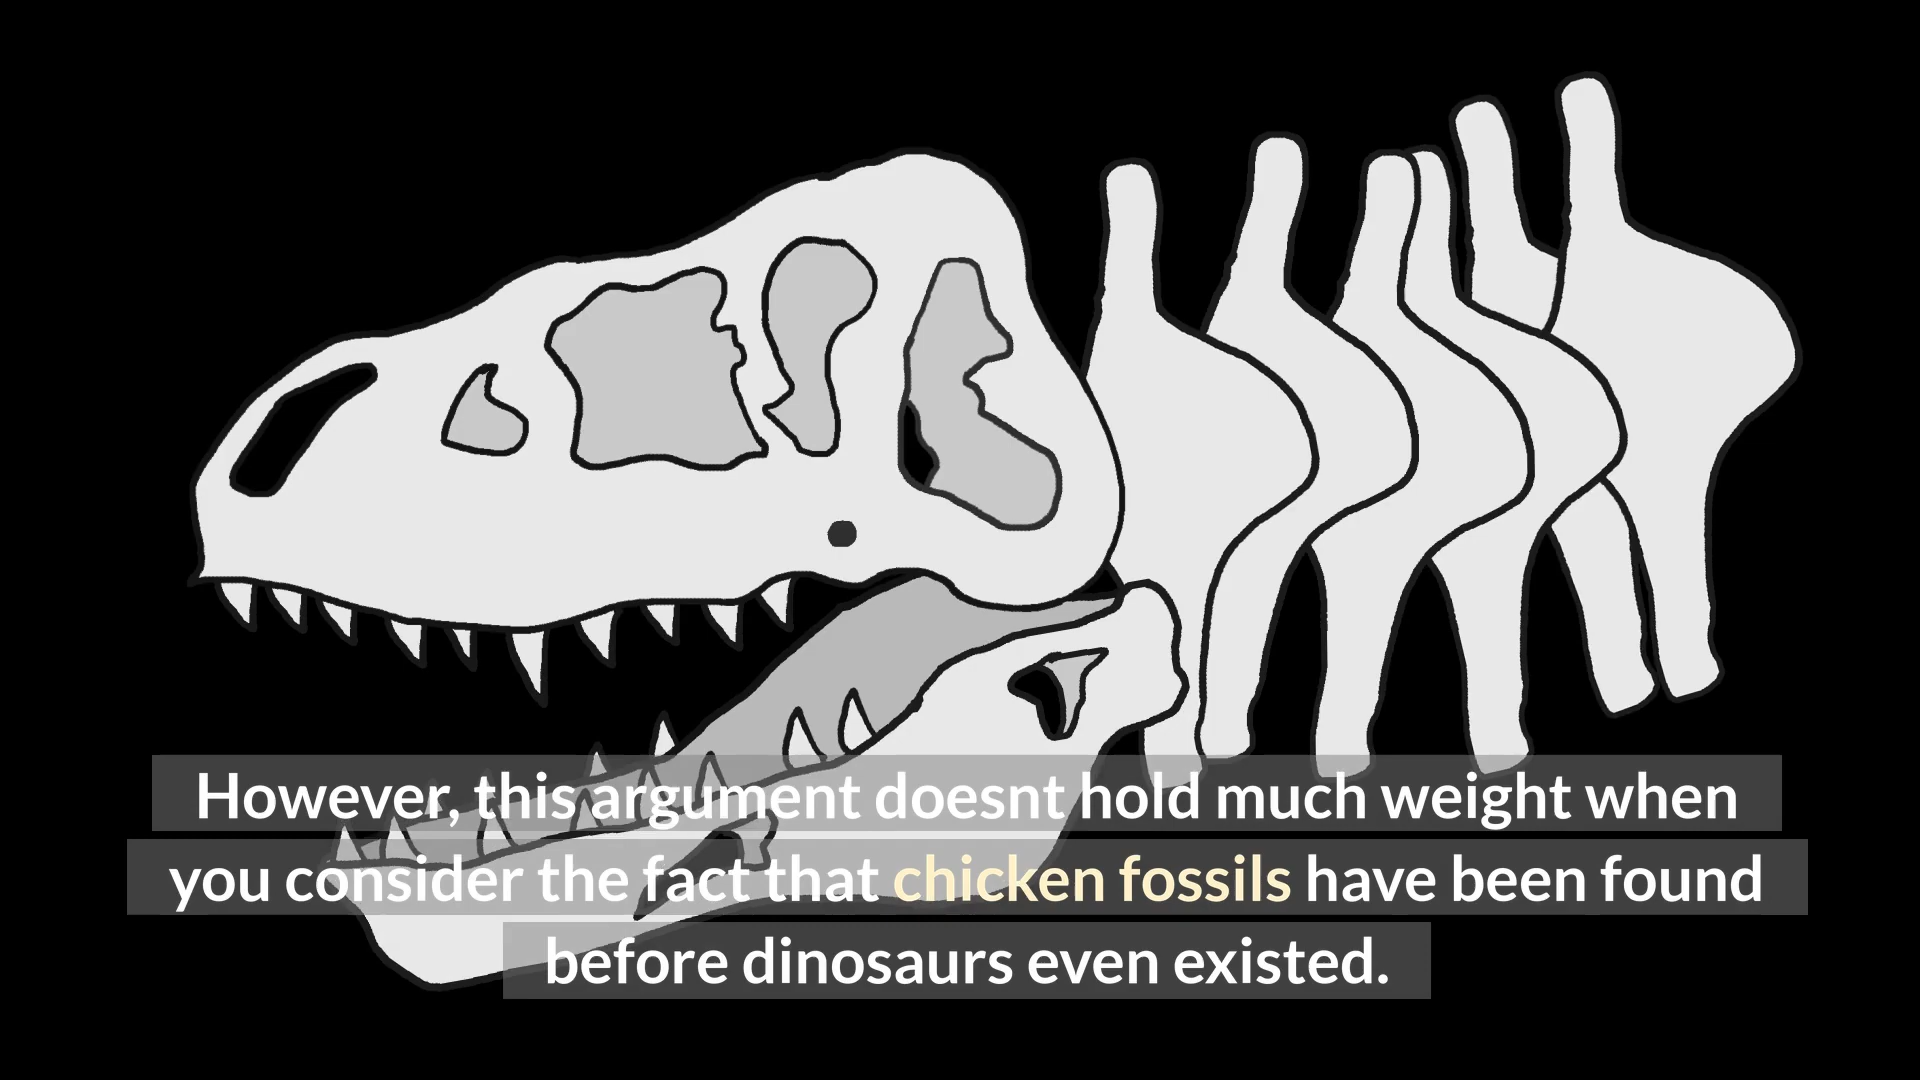 However, this argument doesnt hold much weight when
you consider the fact that chicken fossils have been found
before dinosaurs even existed.